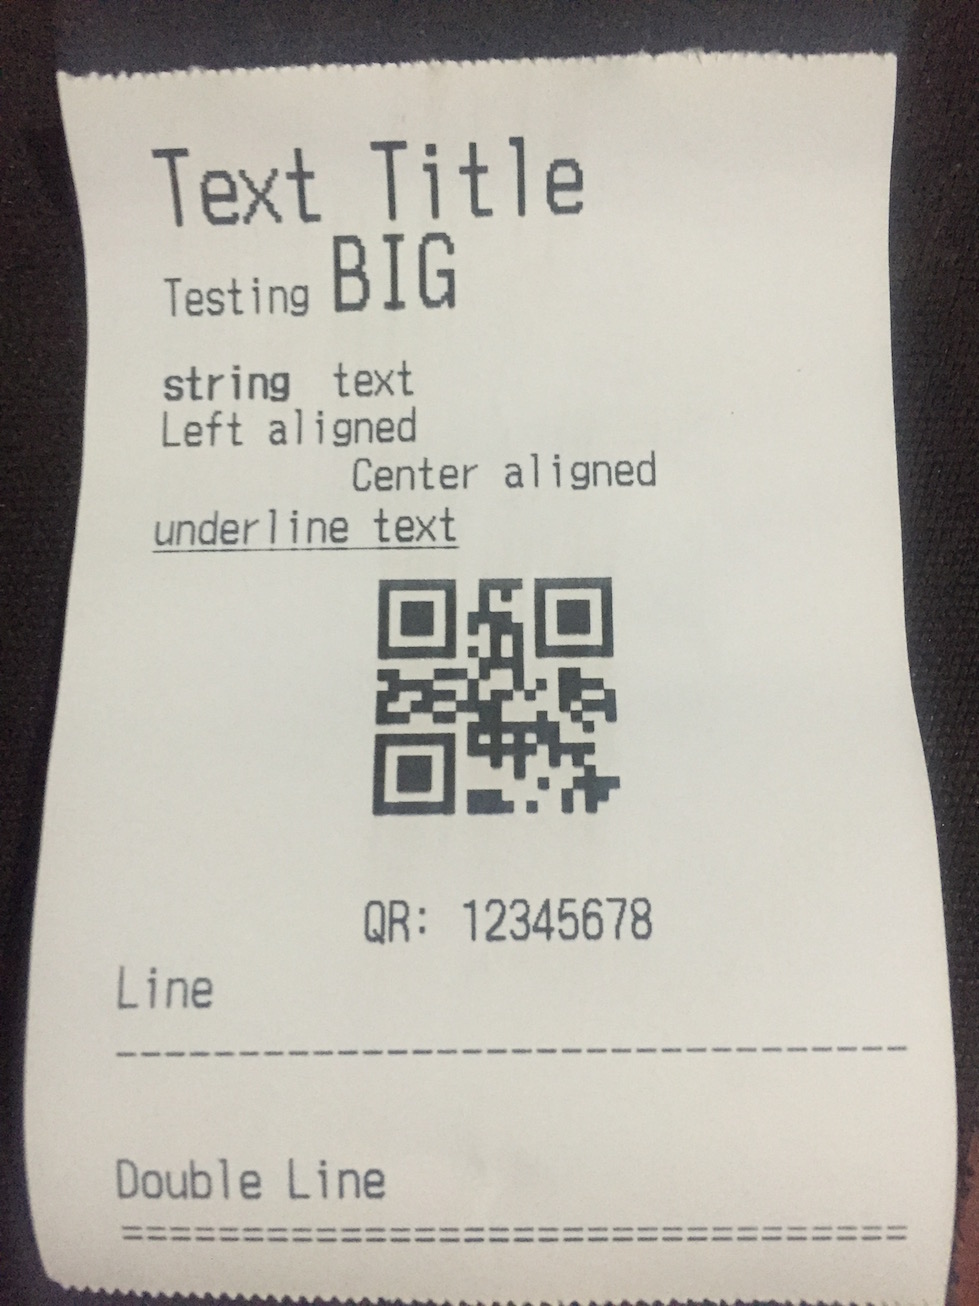 Text Title
Testing BIG
string text
Left aligned
Center aligned
underline text
QR: 12345678
Line
--------------------------------
Double Line
================================